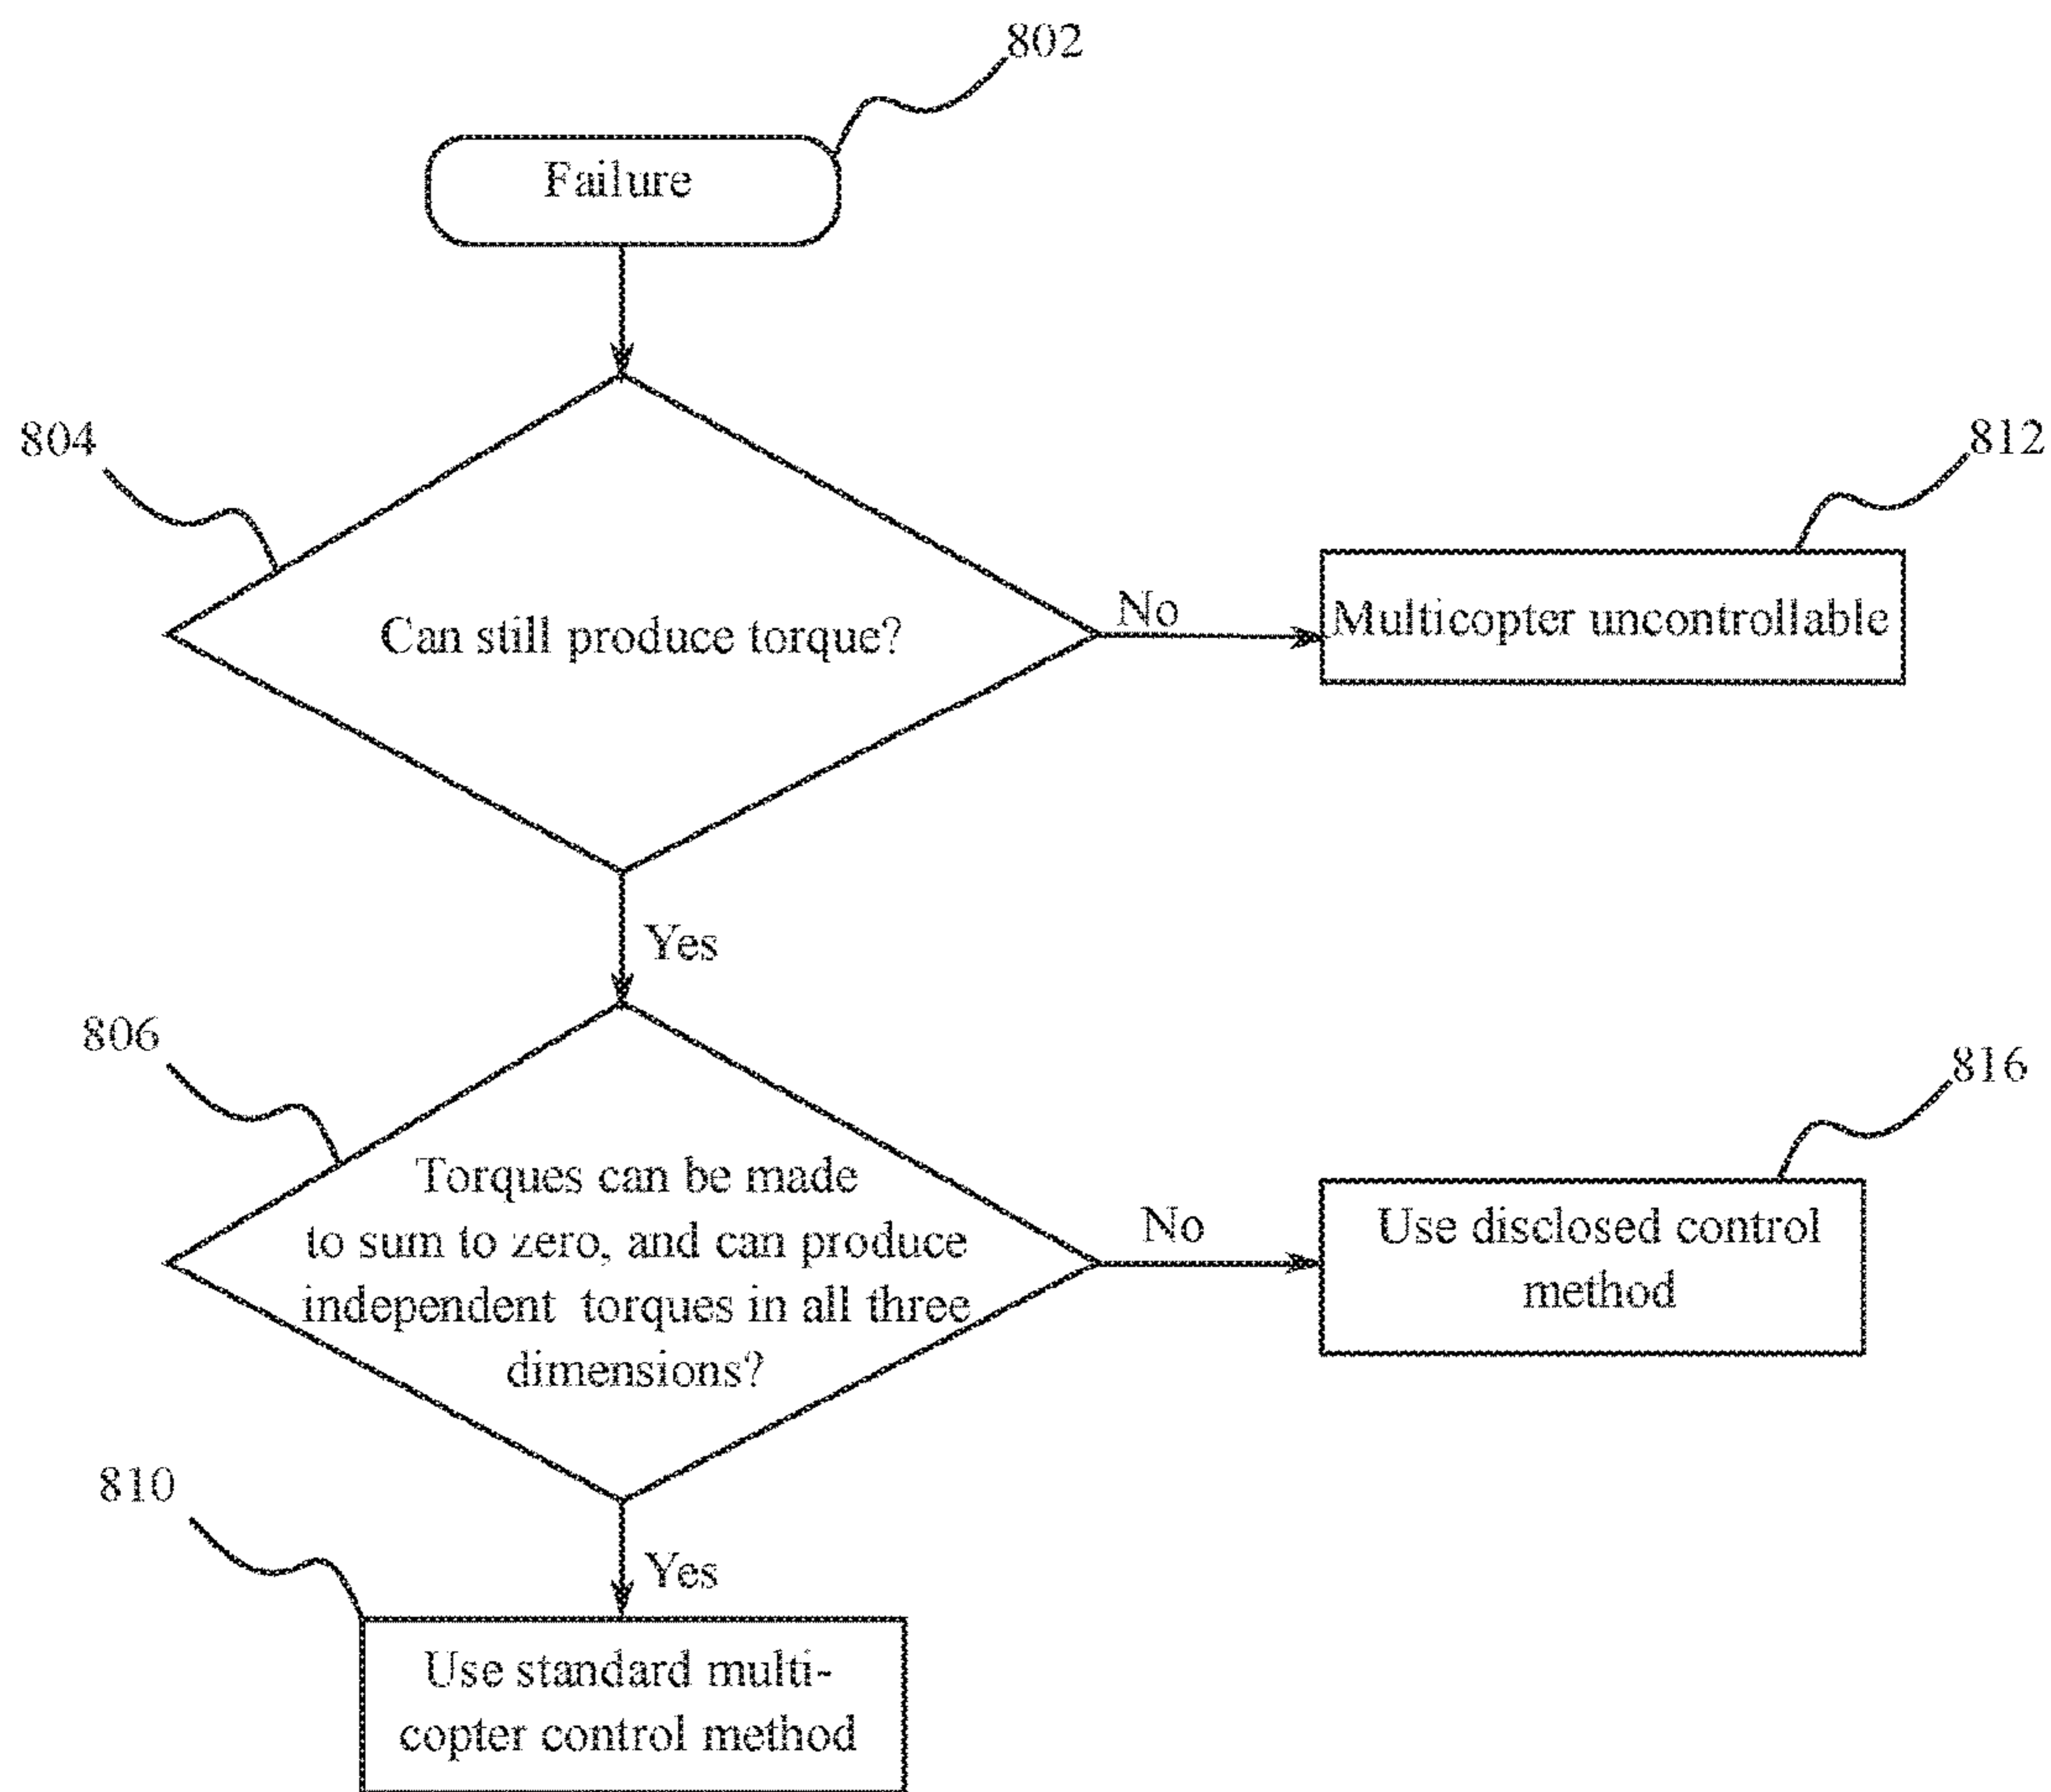 802
Failure
804
812
Can still produce torque?
No
Multicopter uncontrollable
Yes
806
816
Torques can be made
to sum to zero, and can produce
independent torques in all three
dimensions?
No
Use disclosed control
method
810
Yes
Use standard multi-
copter control method